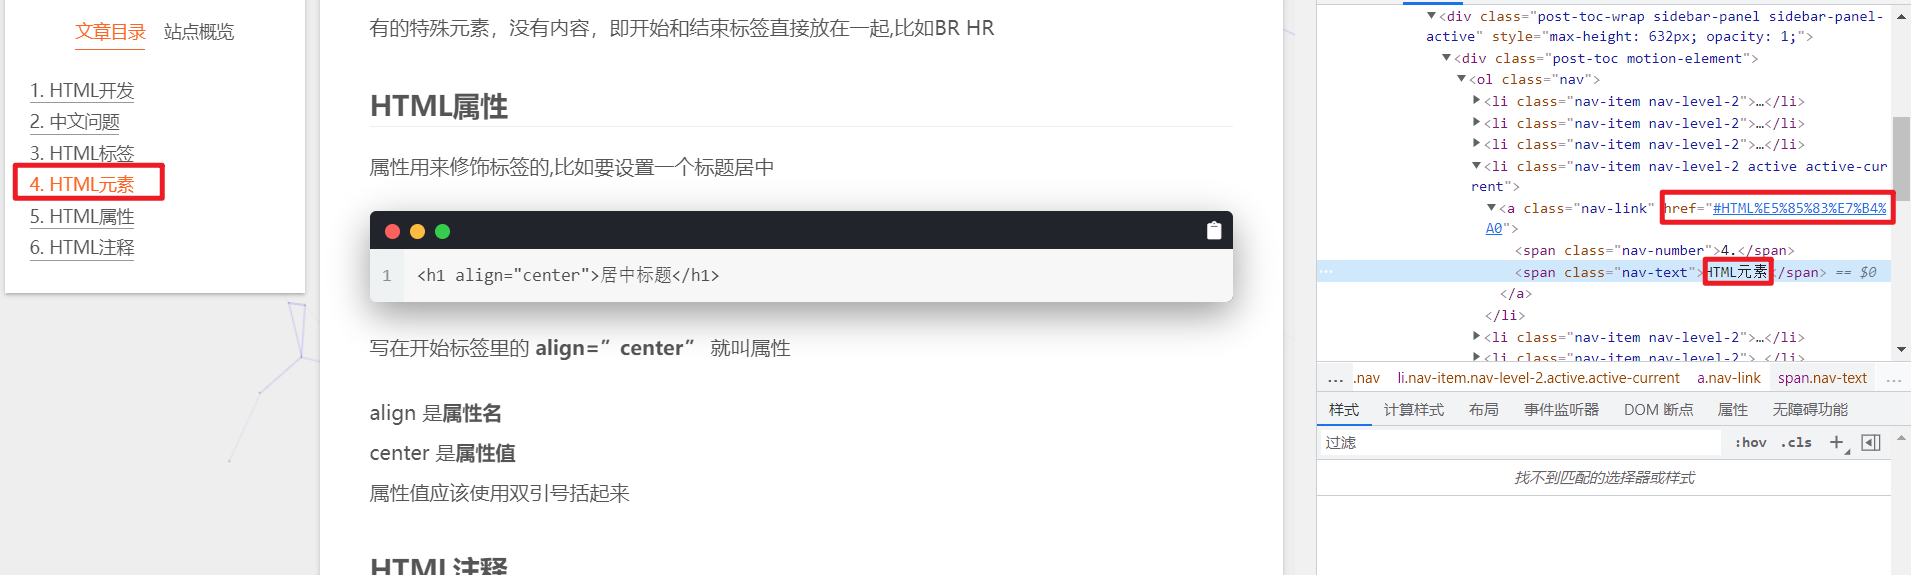 文章目录 站点概览
1. HTML开发
2. 中文问题
3. HTML标签
4. HTML元素
5. HTML属性
6. HTML注释
有的特殊元素，没有内容，即开始和结束标签直接放在一起,比如BR HR
HTML属性
属性用来修饰标签的,比如要设置一个标题居中
1 <h1 align="center">居中标题</h1>
写在开始标签里的 align=”center” 就叫属性
align 是属性名
center 是属性值
属性值应该使用双引号括起来
HTML注释
<div class="post-toc-wrap sidebar-panel sidebar-panel-
active" style="max-height: 632px; opacity: 1;">
<div class="post-toc motion-element">
<ol class="nav">
<li class="nav-item nav-level-2">…</li>
<li class="nav-item nav-level-2">…</li>
<li class="nav-item nav-level-2">…</li>
<li class="nav-item nav-level-2 active active-cur
rent">
<a class="nav-link" href="#HTML%E5%85%83%E7%B4%
A0">
<span class="nav-number">4.</span>
<span class="nav-text">HTML元素</span> == $0
</a>
</li>
<li class="nav-item nav-level-2">…</li>
<li class="nav-item nav-level-2">…</li>
… .nav li.nav-item.nav-level-2.active.active-current a.nav-link span.nav-text …
样式 计算样式 布局 事件监听器 DOM 断点 属性 无障碍功能
过滤 :hov .cls
找不到匹配的选择器或样式